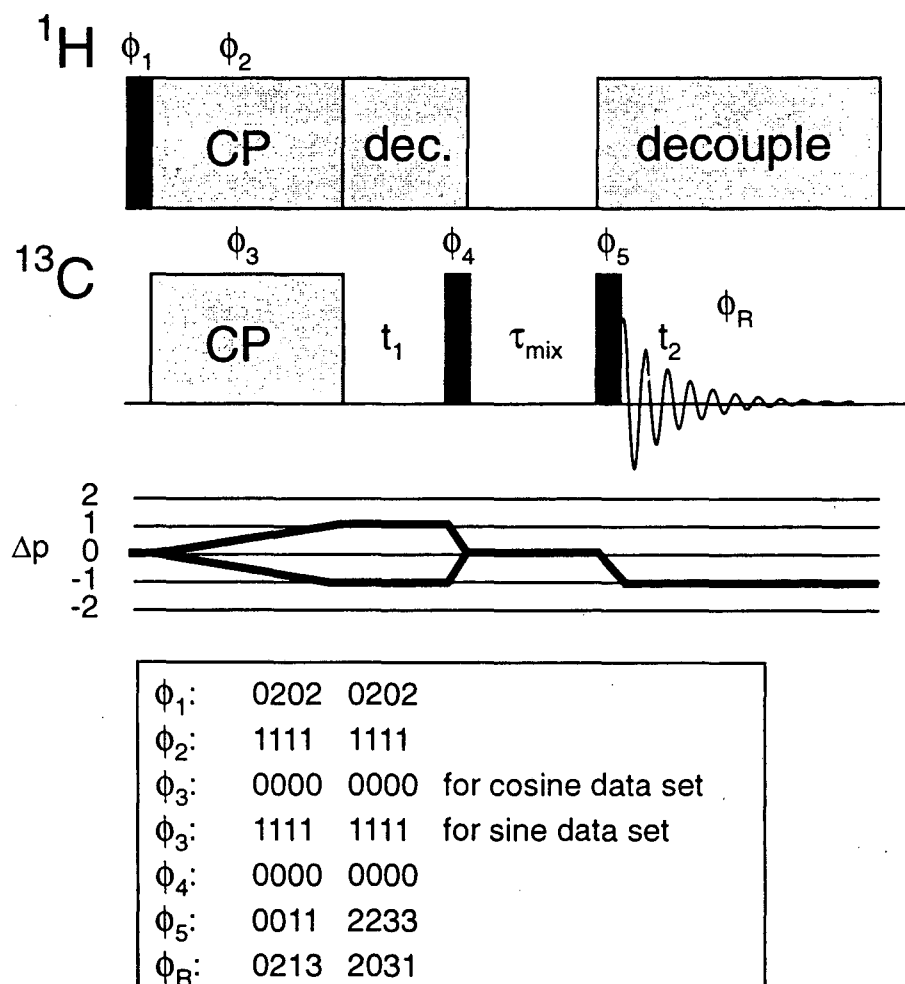 ¹H ϕ₁ ϕ₂
CP dec. decouple
¹³C ϕ₃ ϕ₄ ϕ₅
CP t₁ τmix t₂ ϕR
2
1
Δp 0
-1
-2
ϕ₁: 0202 0202
ϕ₂: 1111 1111
ϕ₃: 0000 0000 for cosine data set
ϕ₃: 1111 1111 for sine data set
ϕ₄: 0000 0000
ϕ₅: 0011 2233
ϕR: 0213 2031